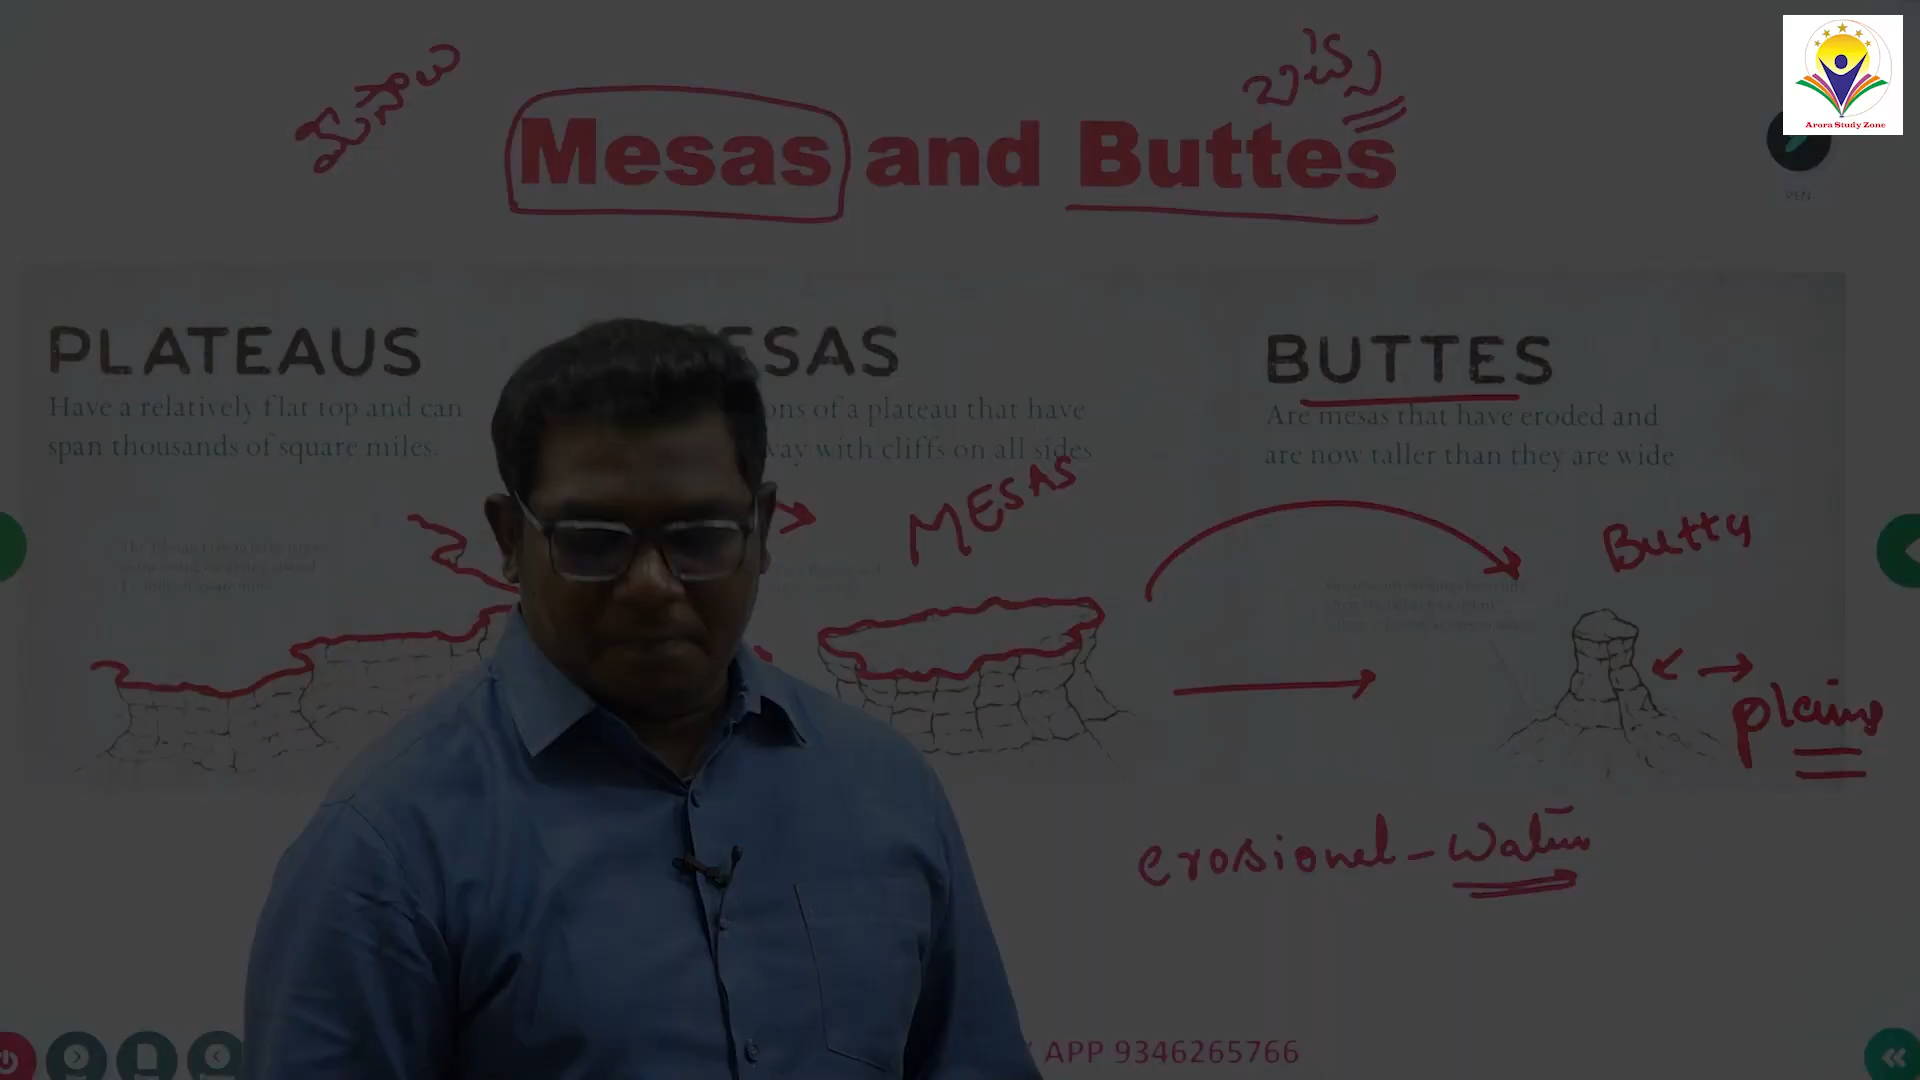 బుట్స్
Mesas and Buttes
Arora Study Zone
PEN
PLATEAUS
Have a relatively flat top and can
span thousands of square miles.
ESAS
ons of a plateau that have
way with cliffs on all sides
BUTTES
Are mesas that have eroded and
are now taller than they are wide
MESAS
Butty
plains
erosional - Water
APP 9346265766